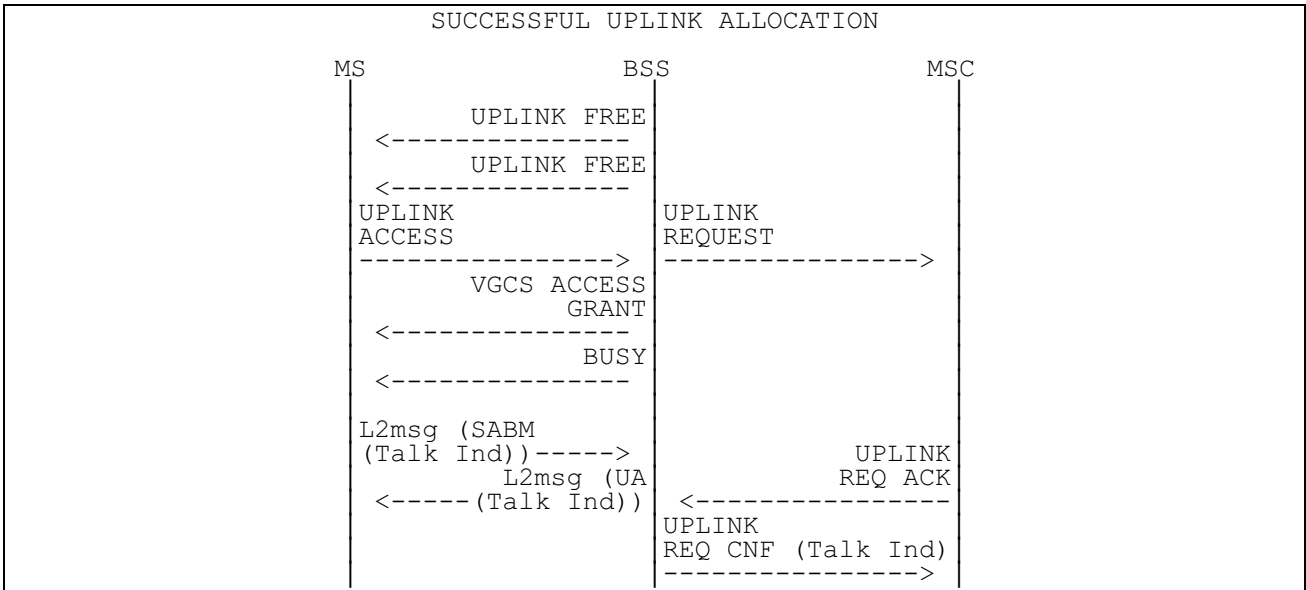 SUCCESSFUL UPLINK ALLOCATION
MS BSS MSC
UPLINK FREE
<---------------
UPLINK FREE
<---------------
UPLINK UPLINK
ACCESS REQUEST
----------------> ---------------->
VGCS ACCESS
GRANT
<---------------
BUSY
<---------------
L2msg (SABM
(Talk Ind))-----> UPLINK
L2msg (UA REQ ACK
<-----(Talk Ind)) <----------------
UPLINK
REQ CNF (Talk Ind)
---------------->